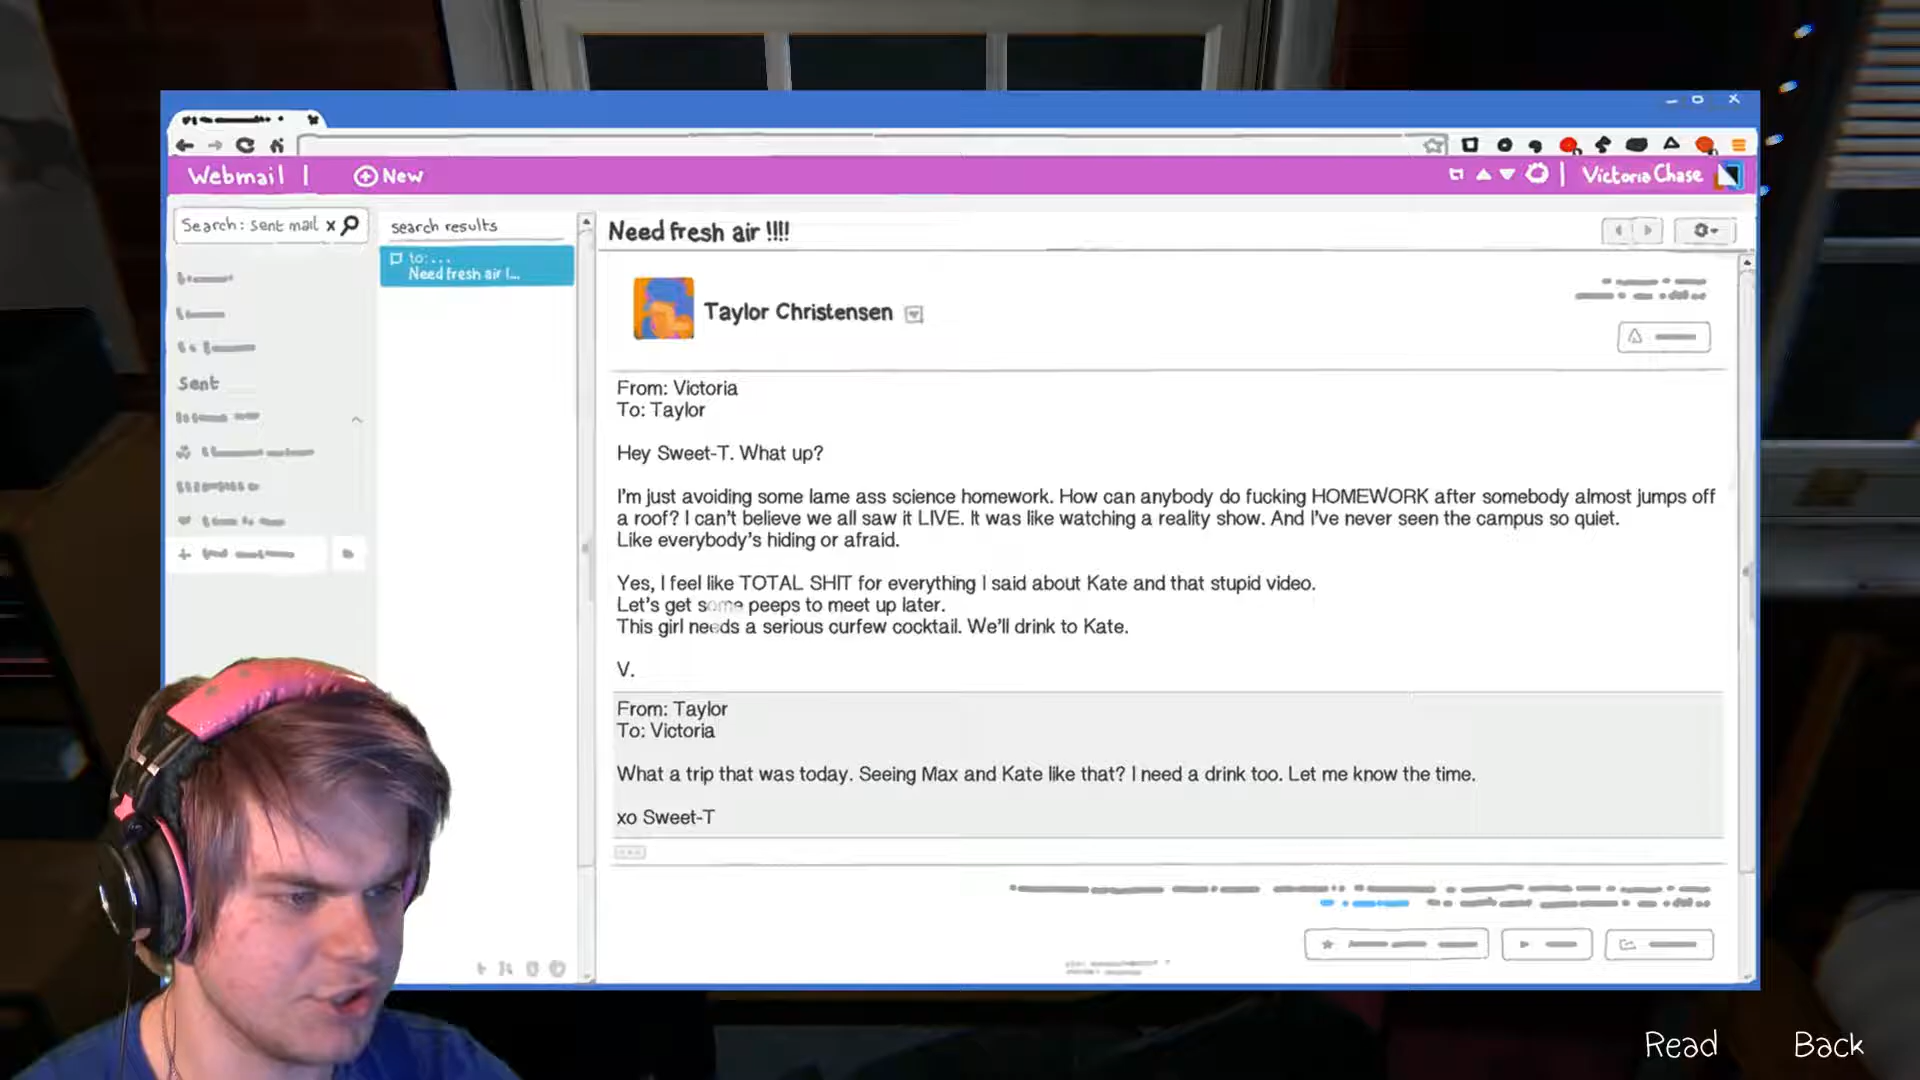 Webmail | New
Victoria Chase
Search: sent mail x
search results
to: ...
Need fresh air !...
Sent
Need fresh air !!!!
Taylor Christensen
From: Victoria
To: Taylor
Hey Sweet-T. What up?
I'm just avoiding some lame ass science homework. How can anybody do fucking HOMEWORK after somebody almost jumps off
a roof? I can't believe we all saw it LIVE. It was like watching a reality show. And I've never seen the campus so quiet.
Like everybody's hiding or afraid.
Yes, I feel like TOTAL SHIT for everything I said about Kate and that stupid video.
Let's get some peeps to meet up later.
This girl needs a serious curfew cocktail. We'll drink to Kate.
V.
From: Taylor
To: Victoria
What a trip that was today. Seeing Max and Kate like that? I need a drink too. Let me know the time.
xo Sweet-T
Read
Back